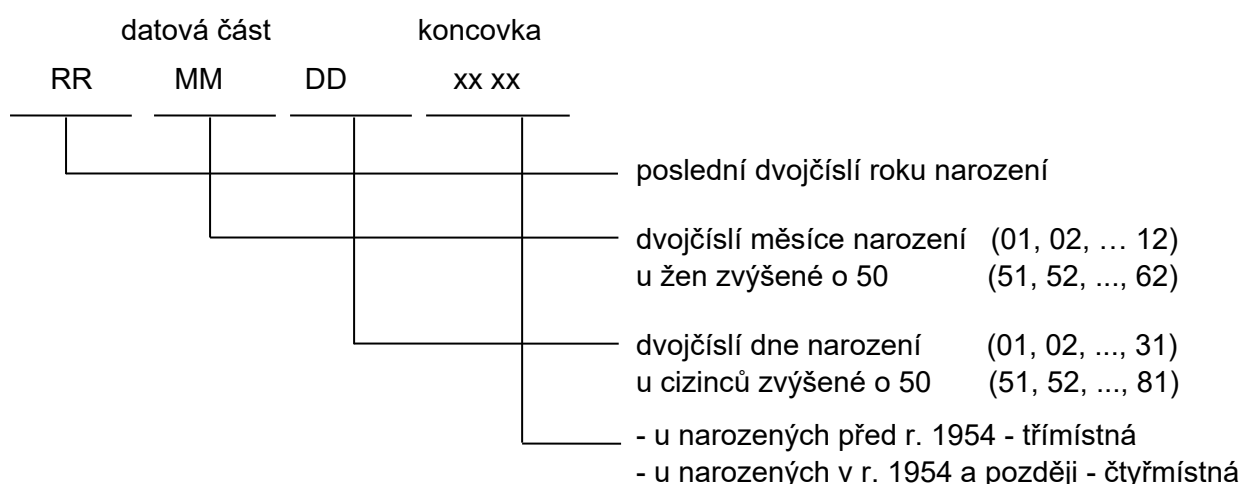 datová část koncovka
RR MM DD xx xx
poslední dvojčíslí roku narození
dvojčíslí měsíce narození (01, 02, … 12)
u žen zvýšené o 50 (51, 52, ..., 62)
dvojčíslí dne narození (01, 02, ..., 31)
u cizinců zvýšené o 50 (51, 52, ..., 81)
- u narozených před r. 1954 - třímístná
- u narozených v r. 1954 a později - čtyřmístná